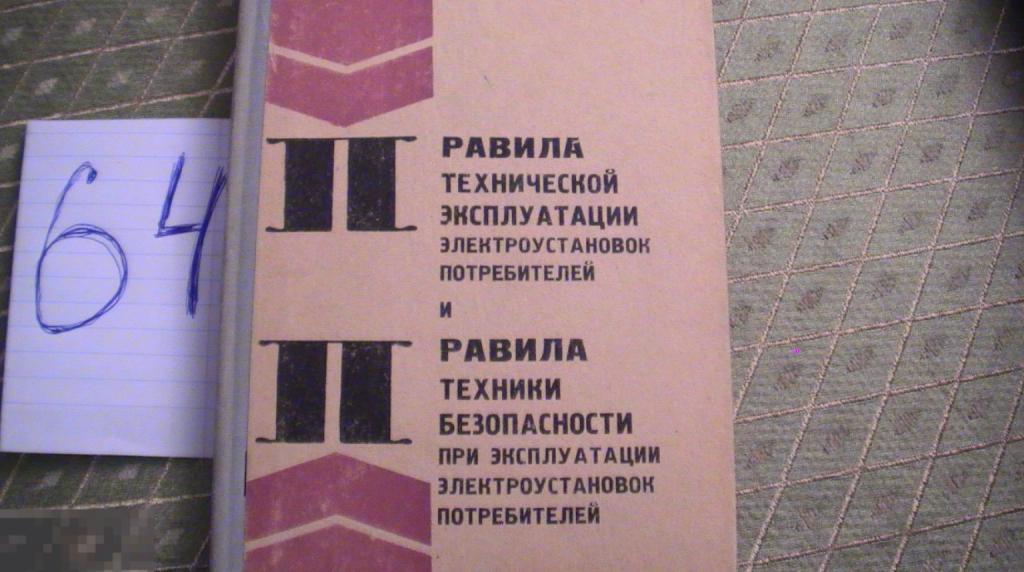 64
ПРАВИЛА
ТЕХНИЧЕСКОЙ
ЭКСПЛУАТАЦИИ
ЭЛЕКТРОУСТАНОВОК
ПОТРЕБИТЕЛЕЙ
И
ПРАВИЛА
ТЕХНИКИ
БЕЗОПАСНОСТИ
ПРИ ЭКСПЛУАТАЦИИ
ЭЛЕКТРОУСТАНОВОК
ПОТРЕБИТЕЛЕЙ